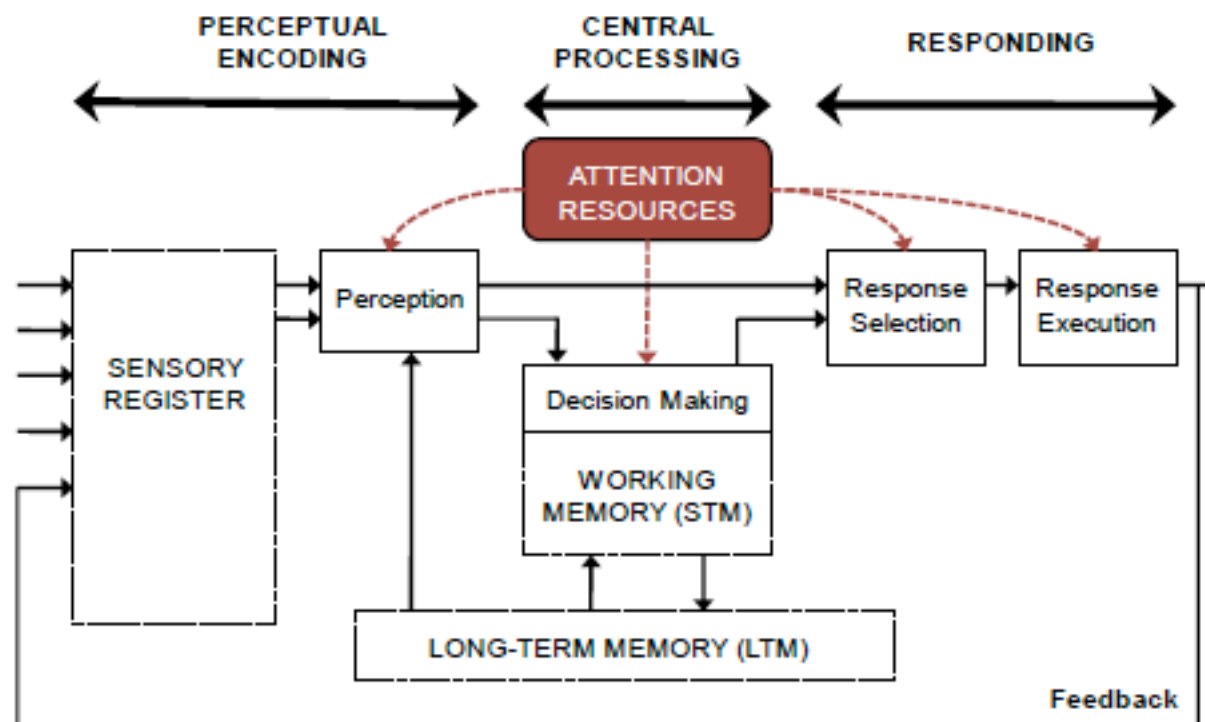 PERCEPTUAL
ENCODING
CENTRAL
PROCESSING
RESPONDING
ATTENTION
RESOURCES
SENSORY
REGISTER
Perception
Response
Selection
Response
Execution
Decision Making
WORKING
MEMORY (STM)
LONG-TERM MEMORY (LTM)
Feedback